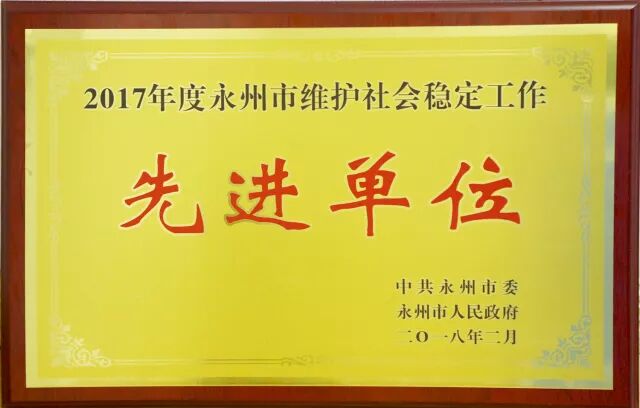 2017年度永州市维护社会稳定工作
先进单位
中共永州市委
永州市人民政府
二〇一八年二月